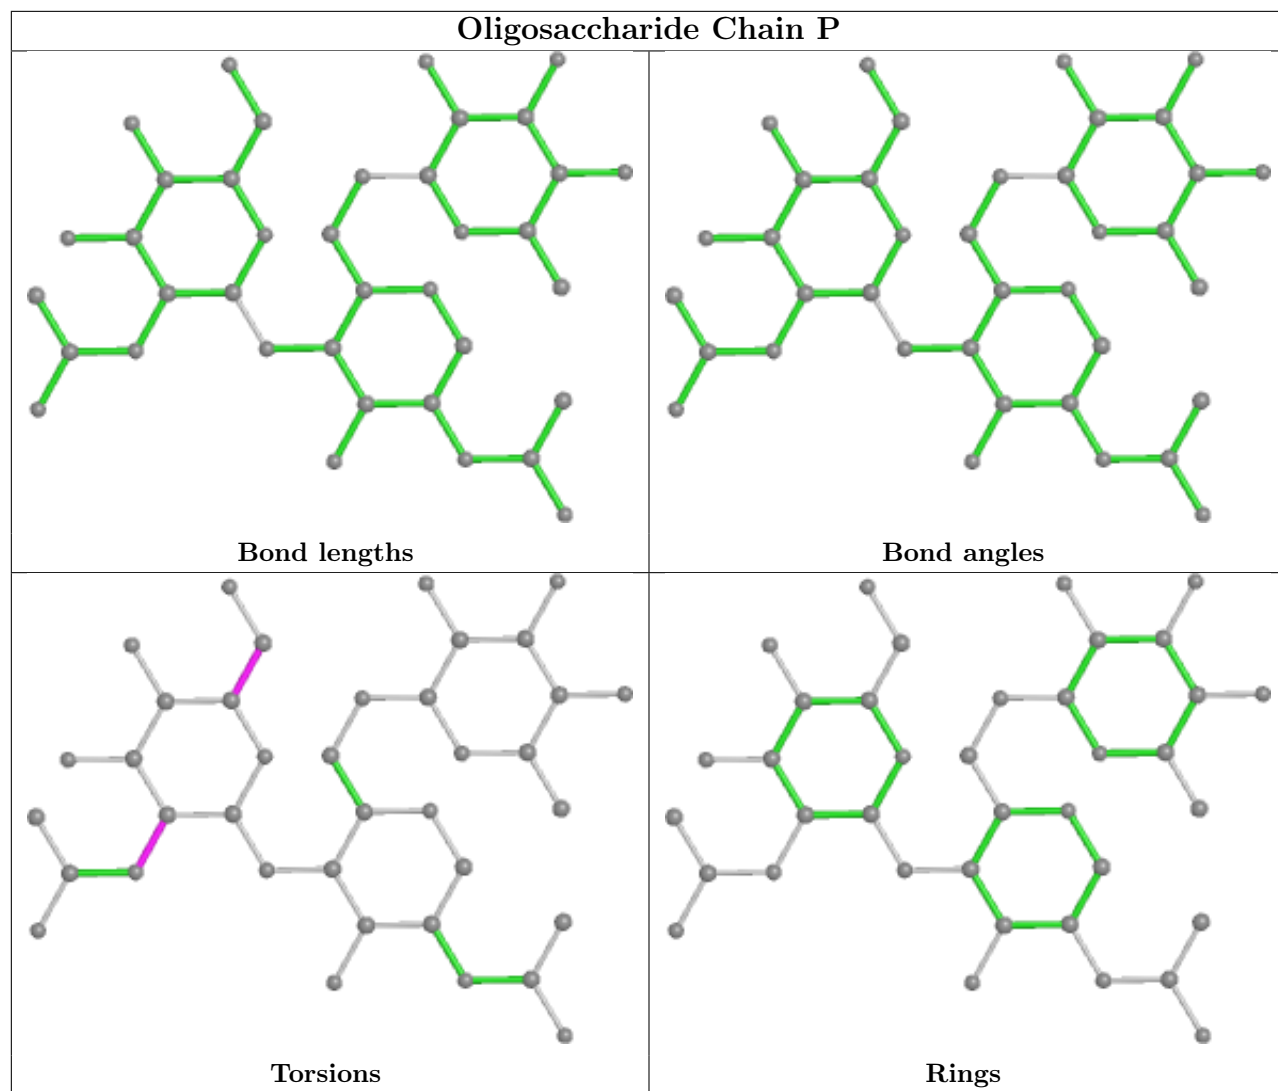 Oligosaccharide Chain P
Bond lengths
Bond angles
Torsions
Rings